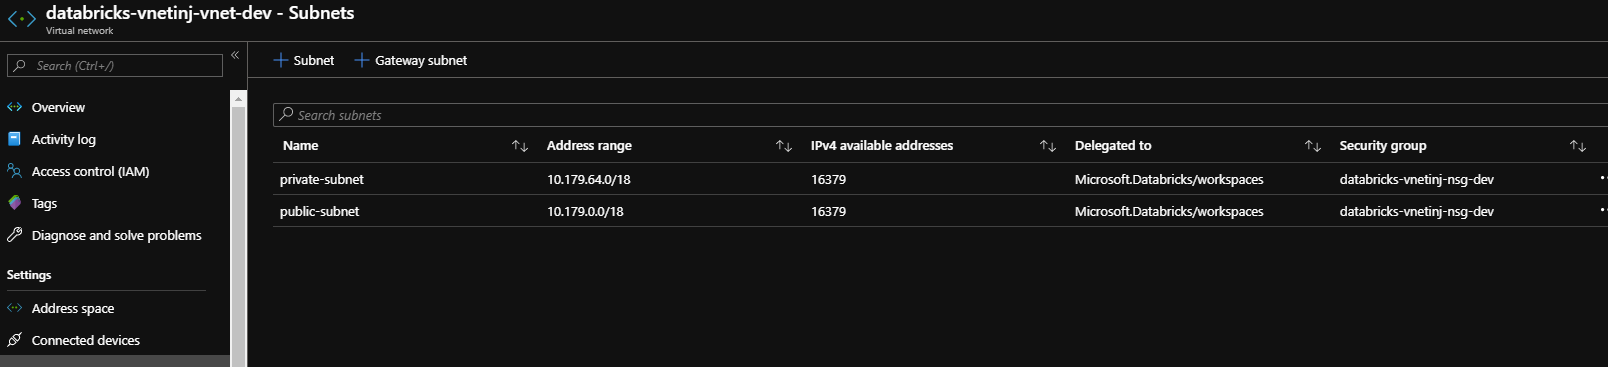 databricks-vnetinj-vnet-dev - Subnets
Virtual network
Search (Ctrl+/)
«
Overview
Activity log
Access control (IAM)
Tags
Diagnose and solve problems
Settings
Address space
Connected devices
+ Subnet + Gateway subnet
Search subnets
Name Address range IPv4 available addresses Delegated to Security group
private-subnet 10.179.64.0/18 16379 Microsoft.Databricks/workspaces databricks-vnetinj-nsg-dev
public-subnet 10.179.0.0/18 16379 Microsoft.Databricks/workspaces databricks-vnetinj-nsg-dev